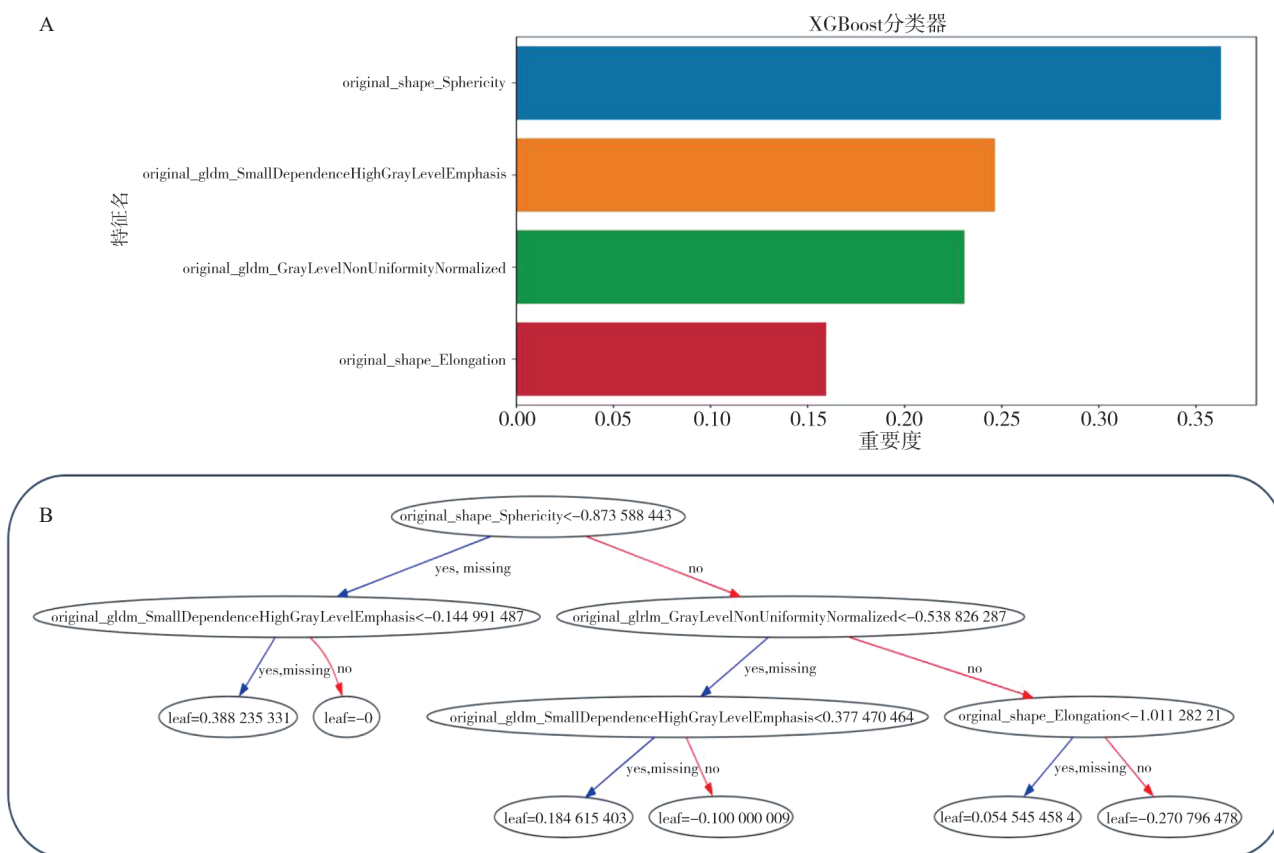 A
XGBoost分类器
original_shape_Sphericity
original_gldm_SmallDependenceHighGrayLevelEmphasis
特征名
original_gldm_GrayLevelNonUniformityNormalized
original_shape_Elongation
0.00 0.05 0.10 0.15 0.20 0.25 0.30 0.35
重要度
B
original_shape_Sphericity<-0.873 588 443
yes, missing no
original_gldm_SmallDependenceHighGrayLevelEmphasis<-0.144 991 487 original_glrlm_GrayLevelNonUniformityNormalized<-0.538 826 287
yes,missing no yes,missing no
leaf=0.388 235 331 leaf=-0 original_gldm_SmallDependenceHighGrayLevelEmphasis<0.377 470 464 orginal_shape_Elongation<-1.011 282 21
yes,missing no yes,missing no
leaf=0.184 615 403 leaf=-0.100 000 009 leaf=0.054 545 458 4 leaf=-0.270 796 478